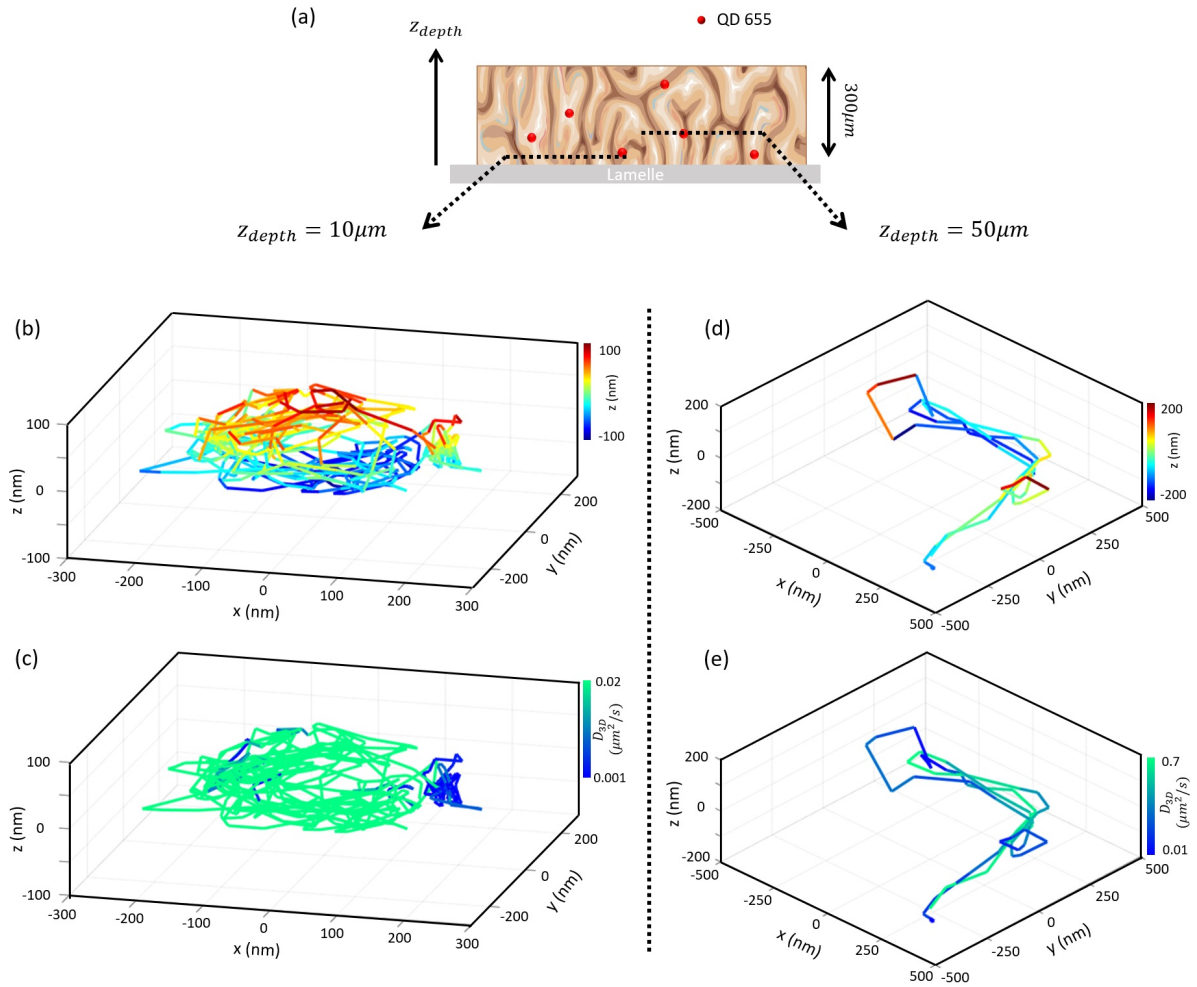 (a)
z_depth
QD 655
300μm
Lamelle
z_depth = 10μm
z_depth = 50μm
(b)
100
z (nm)
-100
100
0
-100
z (nm)
-300
-200
-100
0
100
200
300
x (nm)
-200
0
200
y (nm)
(c)
0.02
D_3D
(μm²/s)
0.001
100
0
-100
z (nm)
-300
-200
-100
0
100
200
300
x (nm)
-200
0
200
y (nm)
(d)
200
z (nm)
-200
200
0
-200
z (nm)
-500
-250
0
250
500
x (nm)
-500
-250
0
250
500
y (nm)
(e)
0.7
D_3D
(μm²/s)
0.01
200
0
-200
z (nm)
-500
-250
0
250
500
x (nm)
-500
-250
0
250
500
y (nm)